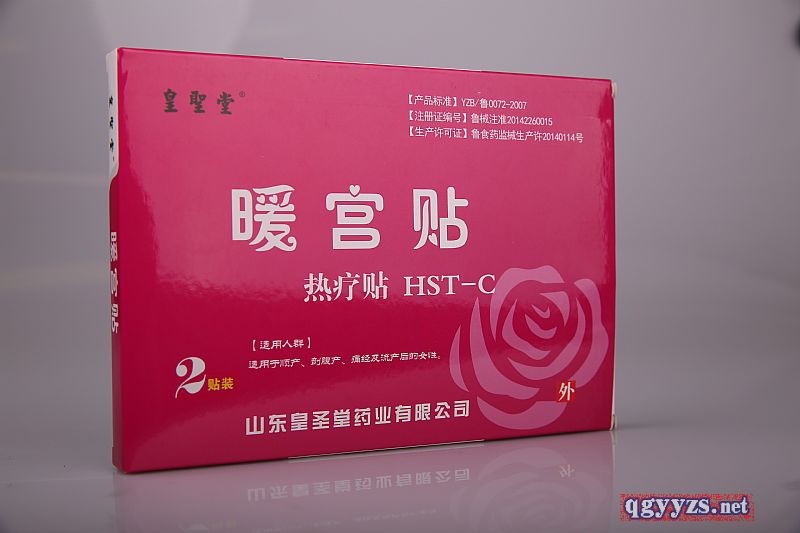 皇聖堂®
【产品标准】YZB/鲁0072-2007
【注册证编号】鲁械注准20142260015
【生产许可证】鲁食药监械生产许20140114号
暖宫贴
暖宫贴
热疗贴 HST-C
【适用人群】
适用于顺产、剖腹产、痛经及流产后的女性。
2贴装
外
山东皇圣堂药业有限公司
qgyyzs.net